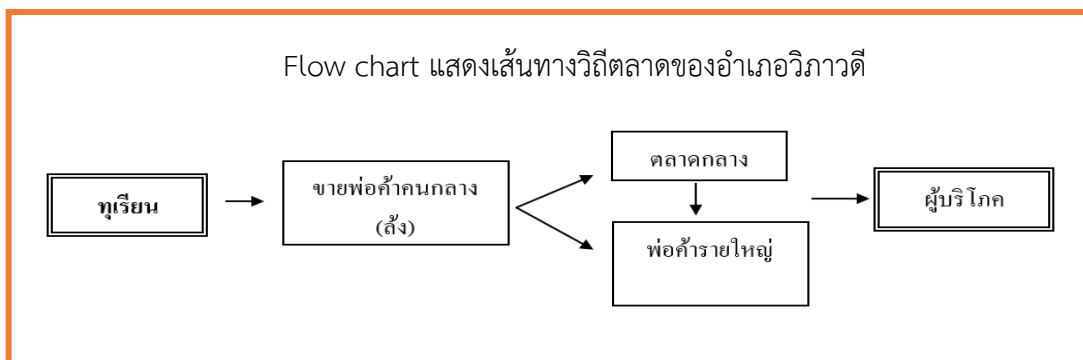 Flow chart แสดงเส้นทางวิถีตลาดของอำเภอวิภาวดี
ทุเรียน
ขายพ่อค้าคนกลาง
(ล้ง)
ตลาดกลาง
พ่อค้ารายใหญ่
ผู้บริโภค